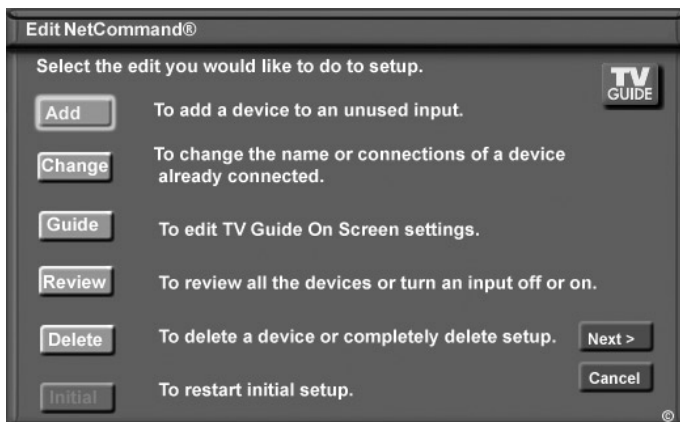 Edit NetCommand®
Select the edit you would like to do to setup.
TV
GUIDE
Add To add a device to an unused input.
Change To change the name or connections of a device
already connected.
Guide To edit TV Guide On Screen settings.
Review To review all the devices or turn an input off or on.
Delete To delete a device or completely delete setup.
Next >
Initial To restart initial setup.
Cancel
©